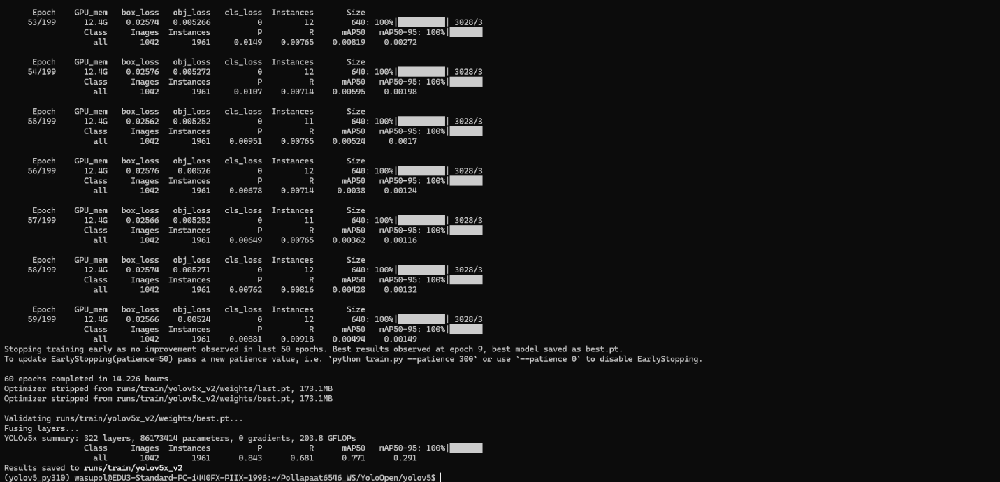 Epoch GPU_mem box_loss obj_loss cls_loss Instances Size
53/199 12.4G 0.02574 0.005266 0 12 640: 100%|██████████| 3028/3
Class Images Instances P R mAP50 mAP50-95: 100%|███████
all 1042 1961 0.0149 0.00765 0.00819 0.00272
Epoch GPU_mem box_loss obj_loss cls_loss Instances Size
54/199 12.4G 0.02576 0.005272 0 12 640: 100%|██████████| 3028/3
Class Images Instances P R mAP50 mAP50-95: 100%|███████
all 1042 1961 0.0107 0.00714 0.00595 0.00198
Epoch GPU_mem box_loss obj_loss cls_loss Instances Size
55/199 12.4G 0.02562 0.005252 0 11 640: 100%|██████████| 3028/3
Class Images Instances P R mAP50 mAP50-95: 100%|███████
all 1042 1961 0.00951 0.00765 0.00524 0.0017
Epoch GPU_mem box_loss obj_loss cls_loss Instances Size
56/199 12.4G 0.02576 0.00526 0 12 640: 100%|██████████| 3028/3
Class Images Instances P R mAP50 mAP50-95: 100%|███████
all 1042 1961 0.00678 0.00714 0.0038 0.00124
Epoch GPU_mem box_loss obj_loss cls_loss Instances Size
57/199 12.4G 0.02566 0.005252 0 11 640: 100%|██████████| 3028/3
Class Images Instances P R mAP50 mAP50-95: 100%|███████
all 1042 1961 0.00649 0.00765 0.00362 0.00116
Epoch GPU_mem box_loss obj_loss cls_loss Instances Size
58/199 12.4G 0.02574 0.005271 0 12 640: 100%|██████████| 3028/3
Class Images Instances P R mAP50 mAP50-95: 100%|███████
all 1042 1961 0.00762 0.00816 0.00428 0.00132
Epoch GPU_mem box_loss obj_loss cls_loss Instances Size
59/199 12.4G 0.02566 0.00524 0 12 640: 100%|██████████| 3028/3
Class Images Instances P R mAP50 mAP50-95: 100%|███████
all 1042 1961 0.00881 0.00918 0.00494 0.00149
Stopping training early as no improvement observed in last 50 epochs. Best results observed at epoch 9, best model saved as best.pt.
To update EarlyStopping(patience=50) pass a new patience value, i.e. `python train.py --patience 300` or use `--patience 0` to disable EarlyStopping.
60 epochs completed in 14.226 hours.
Optimizer stripped from runs/train/yolov5x_v2/weights/last.pt, 173.1MB
Optimizer stripped from runs/train/yolov5x_v2/weights/best.pt, 173.1MB
Validating runs/train/yolov5x_v2/weights/best.pt...
Fusing layers...
YOLOv5x summary: 322 layers, 86173414 parameters, 0 gradients, 203.8 GFLOPs
Class Images Instances P R mAP50 mAP50-95: 100%|███████
all 1042 1961 0.843 0.681 0.771 0.291
Results saved to runs/train/yolov5x_v2
(yolov5_py310) wasupol@EDU3-Standard-PC-i440FX-PIIX-1996:~/Pollapaat6546_WS/YoloOpen/yolov5$